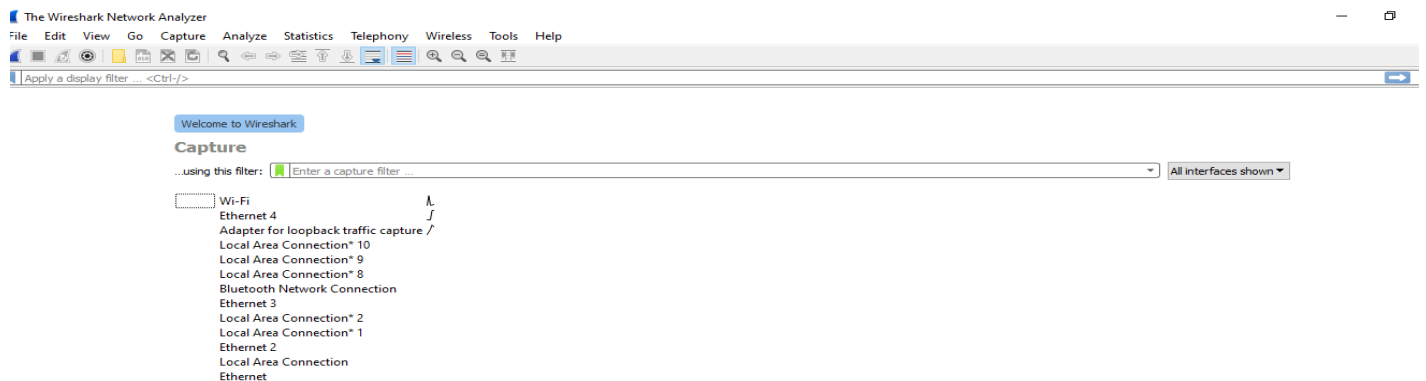 The Wireshark Network Analyzer
File Edit View Go Capture Analyze Statistics Telephony Wireless Tools Help
Apply a display filter ... <Ctrl-/>
Welcome to Wireshark
Capture
...using this filter: Enter a capture filter ... All interfaces shown
Wi-Fi
Ethernet 4
Adapter for loopback traffic capture
Local Area Connection* 10
Local Area Connection* 9
Local Area Connection* 8
Bluetooth Network Connection
Ethernet 3
Local Area Connection* 2
Local Area Connection* 1
Ethernet 2
Local Area Connection
Ethernet